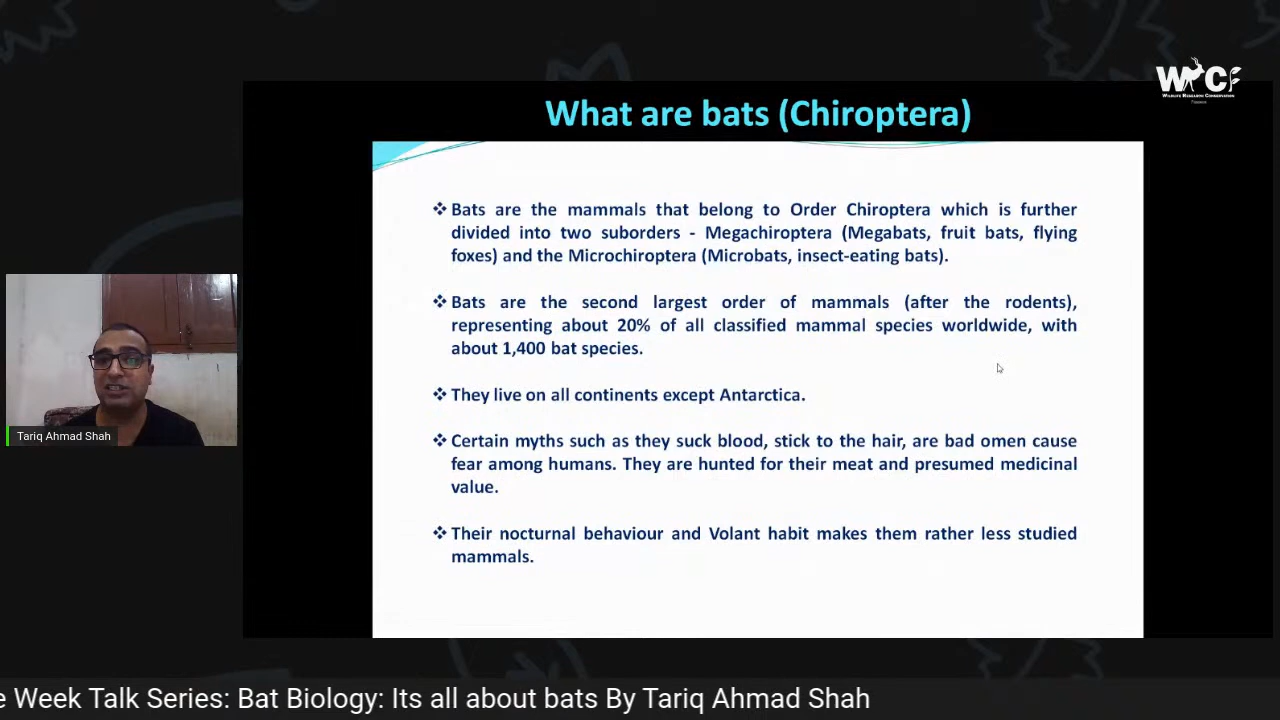 WRCF
WILDLIFE RESEARCH CONSERVATION
What are bats (Chiroptera)
❖ Bats are the mammals that belong to Order Chiroptera which is further
divided into two suborders - Megachiroptera (Megabats, fruit bats, flying
foxes) and the Microchiroptera (Microbats, insect-eating bats).
❖ Bats are the second largest order of mammals (after the rodents),
representing about 20% of all classified mammal species worldwide, with
about 1,400 bat species.
❖ They live on all continents except Antarctica.
❖ Certain myths such as they suck blood, stick to the hair, are bad omen cause
fear among humans. They are hunted for their meat and presumed medicinal
value.
❖ Their nocturnal behaviour and Volant habit makes them rather less studied
mammals.
Tariq Ahmad Shah
e Week Talk Series: Bat Biology: Its all about bats By Tariq Ahmad Shah